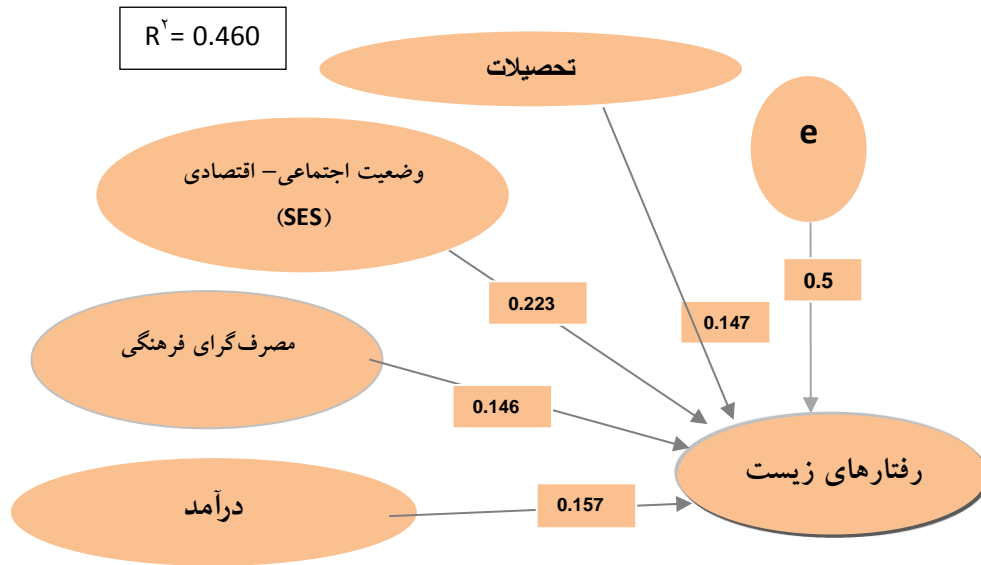 R²= 0.460
تحصیلات
e
وضعیت اجتماعی– اقتصادی
(SES)
0.223
0.5
0.147
مصرف‌گرای فرهنگی
0.146
رفتارهای زیست
درآمد
0.157